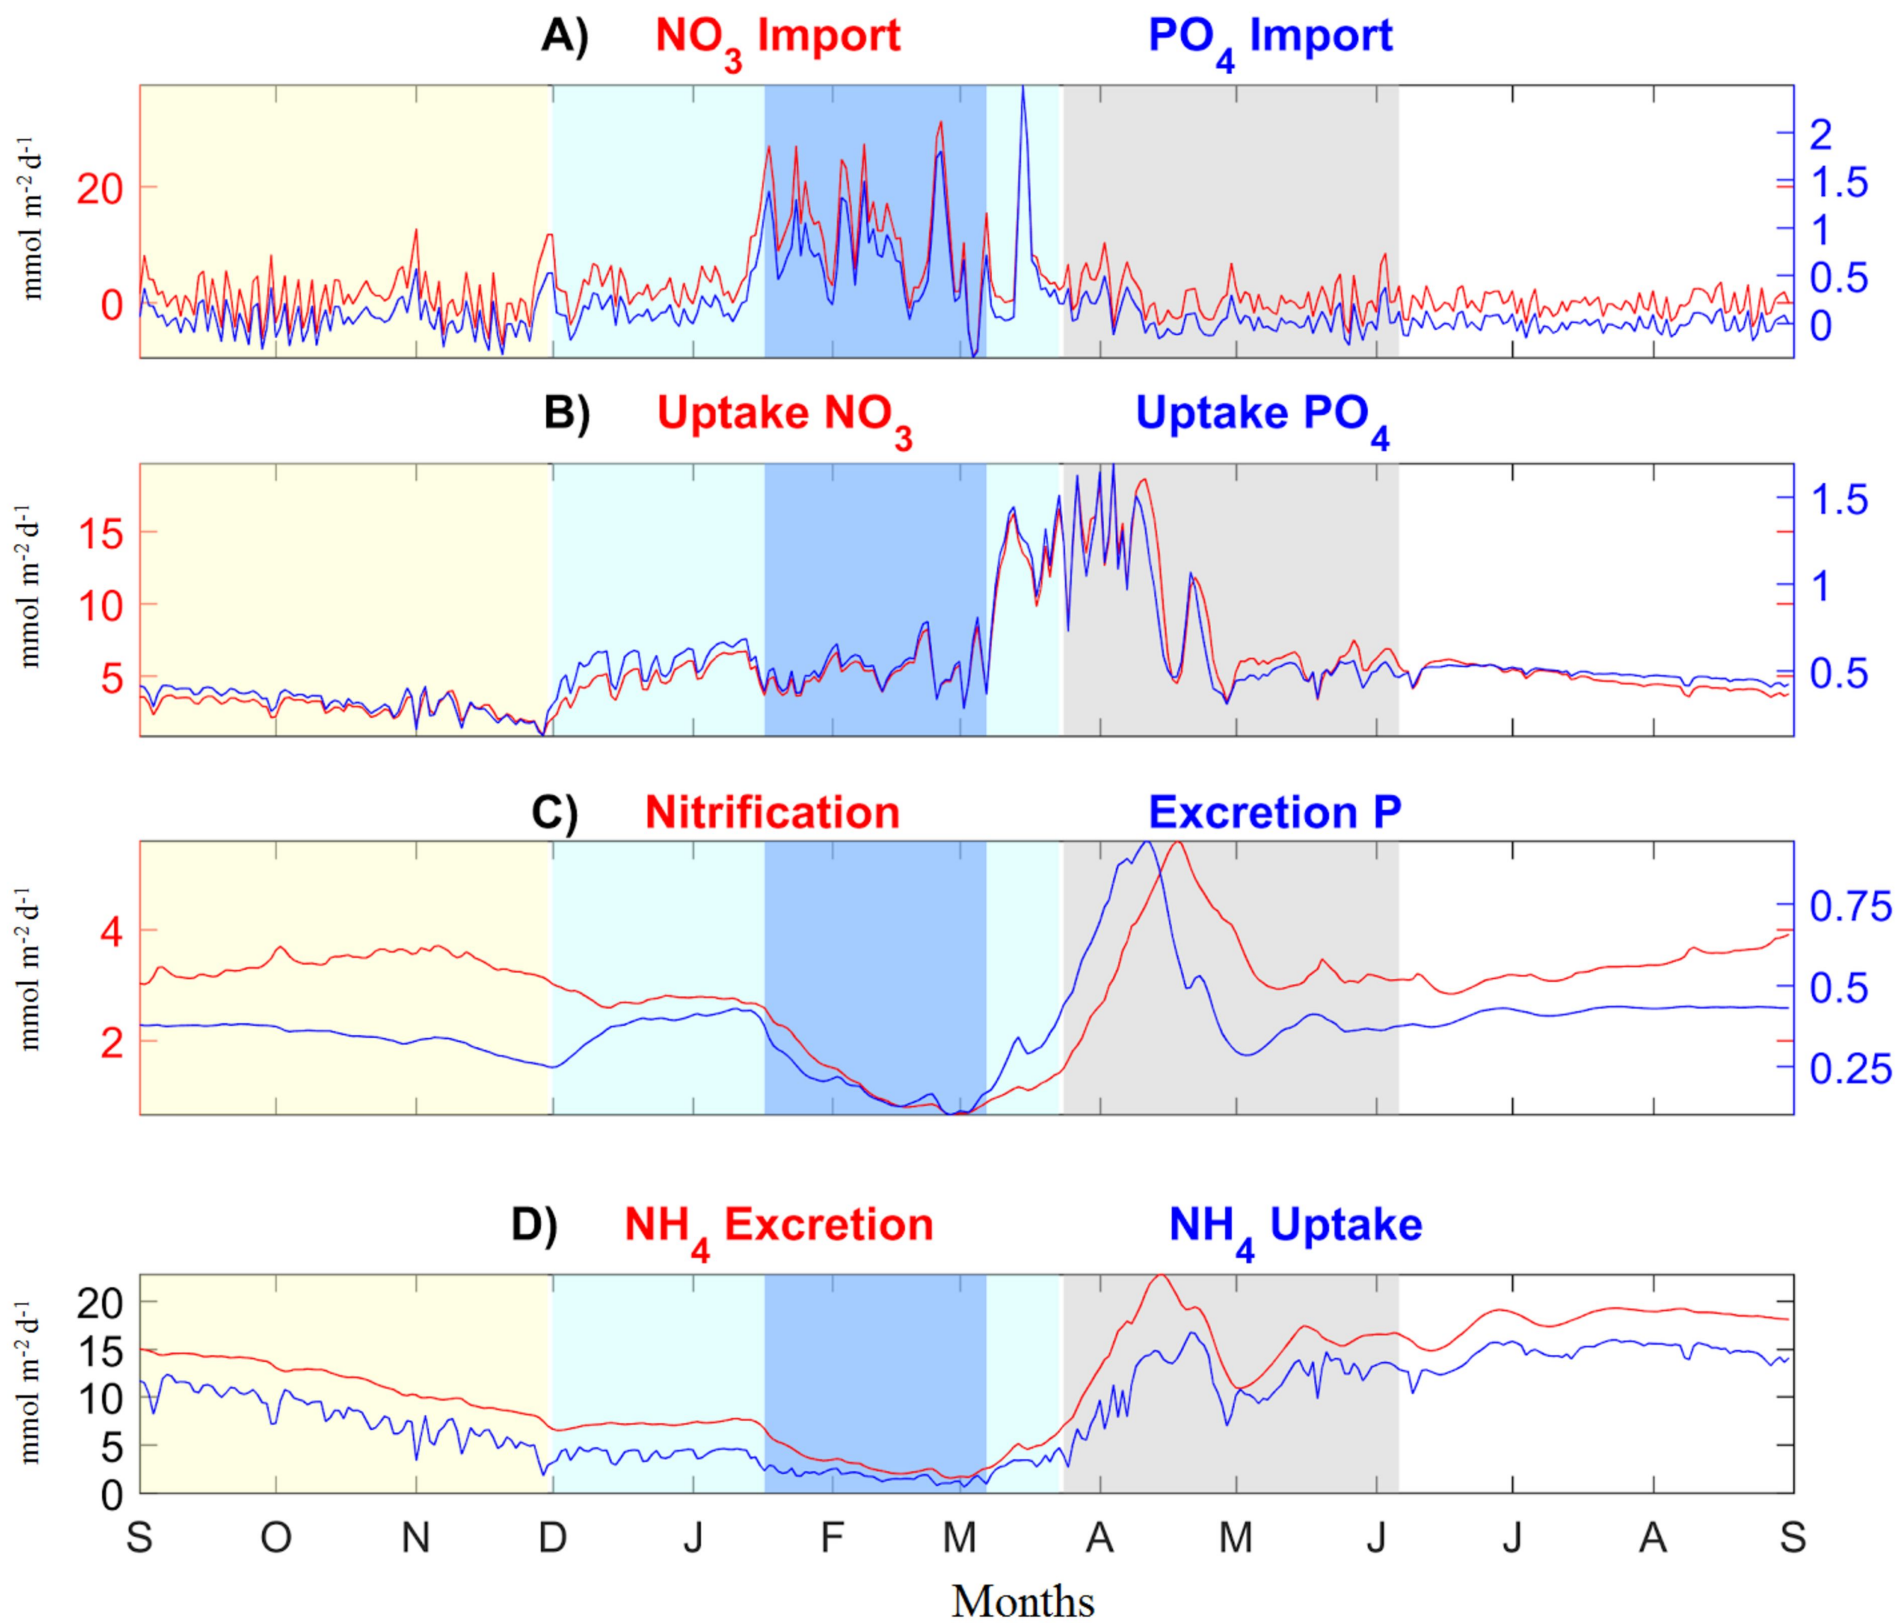 A) NO3 Import PO4 Import
mmol m-2 d-1
20
0
2
1.5
1
0.5
0
B) Uptake NO3 Uptake PO4
mmol m-2 d-1
15
10
5
1.5
1
0.5
C) Nitrification Excretion P
mmol m-2 d-1
4
2
0.75
0.5
0.25
D) NH4 Excretion NH4 Uptake
mmol m-2 d-1
20
15
10
5
0
S O N D J F M A M J J A S
Months